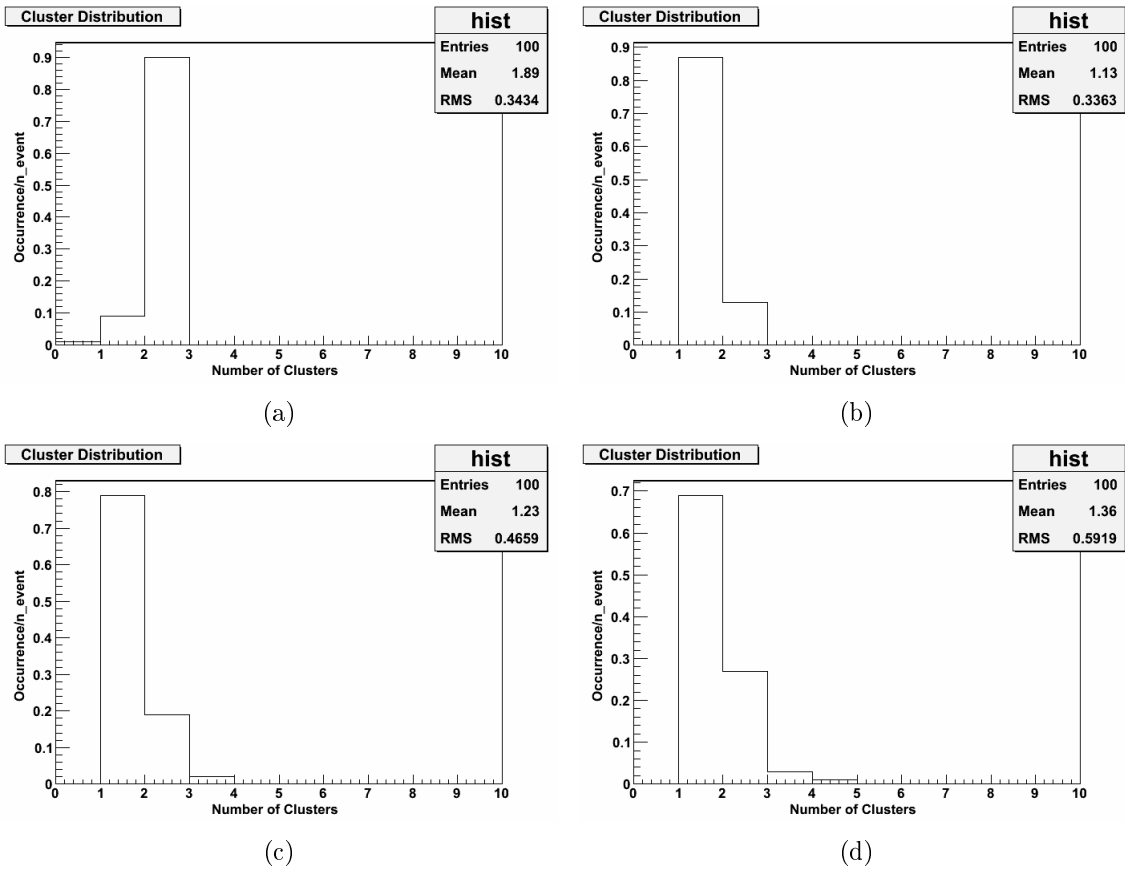 Cluster Distribution
hist
Entries 100
Mean 1.89
RMS 0.3434
Occurrence/n_event
0.9
0.8
0.7
0.6
0.5
0.4
0.3
0.2
0.1
0
0 1 2 3 4 5 6 7 8 9 10
Number of Clusters
(a)
Cluster Distribution
hist
Entries 100
Mean 1.13
RMS 0.3363
Occurrence/n_event
0.9
0.8
0.7
0.6
0.5
0.4
0.3
0.2
0.1
0
0 1 2 3 4 5 6 7 8 9 10
Number of Clusters
(b)
Cluster Distribution
hist
Entries 100
Mean 1.23
RMS 0.4659
Occurrence/n_event
0.8
0.7
0.6
0.5
0.4
0.3
0.2
0.1
0
0 1 2 3 4 5 6 7 8 9 10
Number of Clusters
(c)
Cluster Distribution
hist
Entries 100
Mean 1.36
RMS 0.5919
Occurrence/n_event
0.7
0.6
0.5
0.4
0.3
0.2
0.1
0
0 1 2 3 4 5 6 7 8 9 10
Number of Clusters
(d)